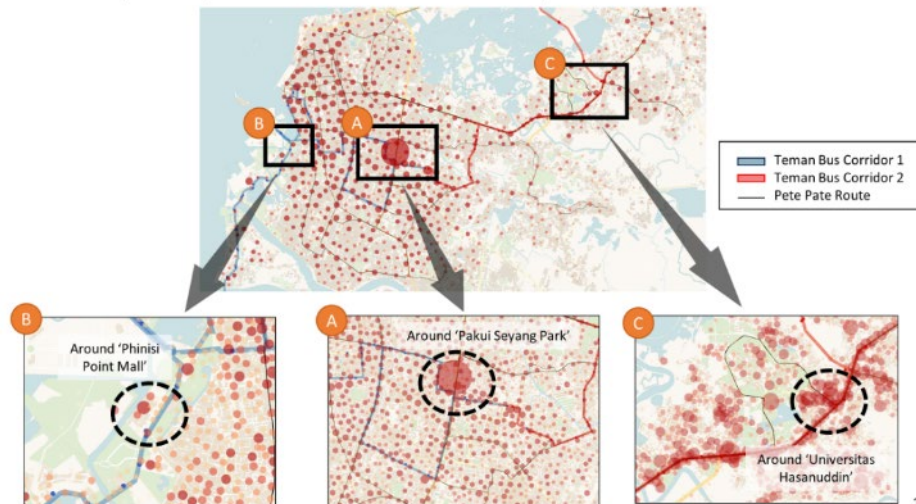 C
B
A
Teman Bus Corridor 1
Teman Bus Corridor 2
Pete Pate Route
B
Around ‘Phinisi
Point Mall’
A
Around ‘Pakui Seyang Park’
C
Around ‘Universitas
Hasanuddin’